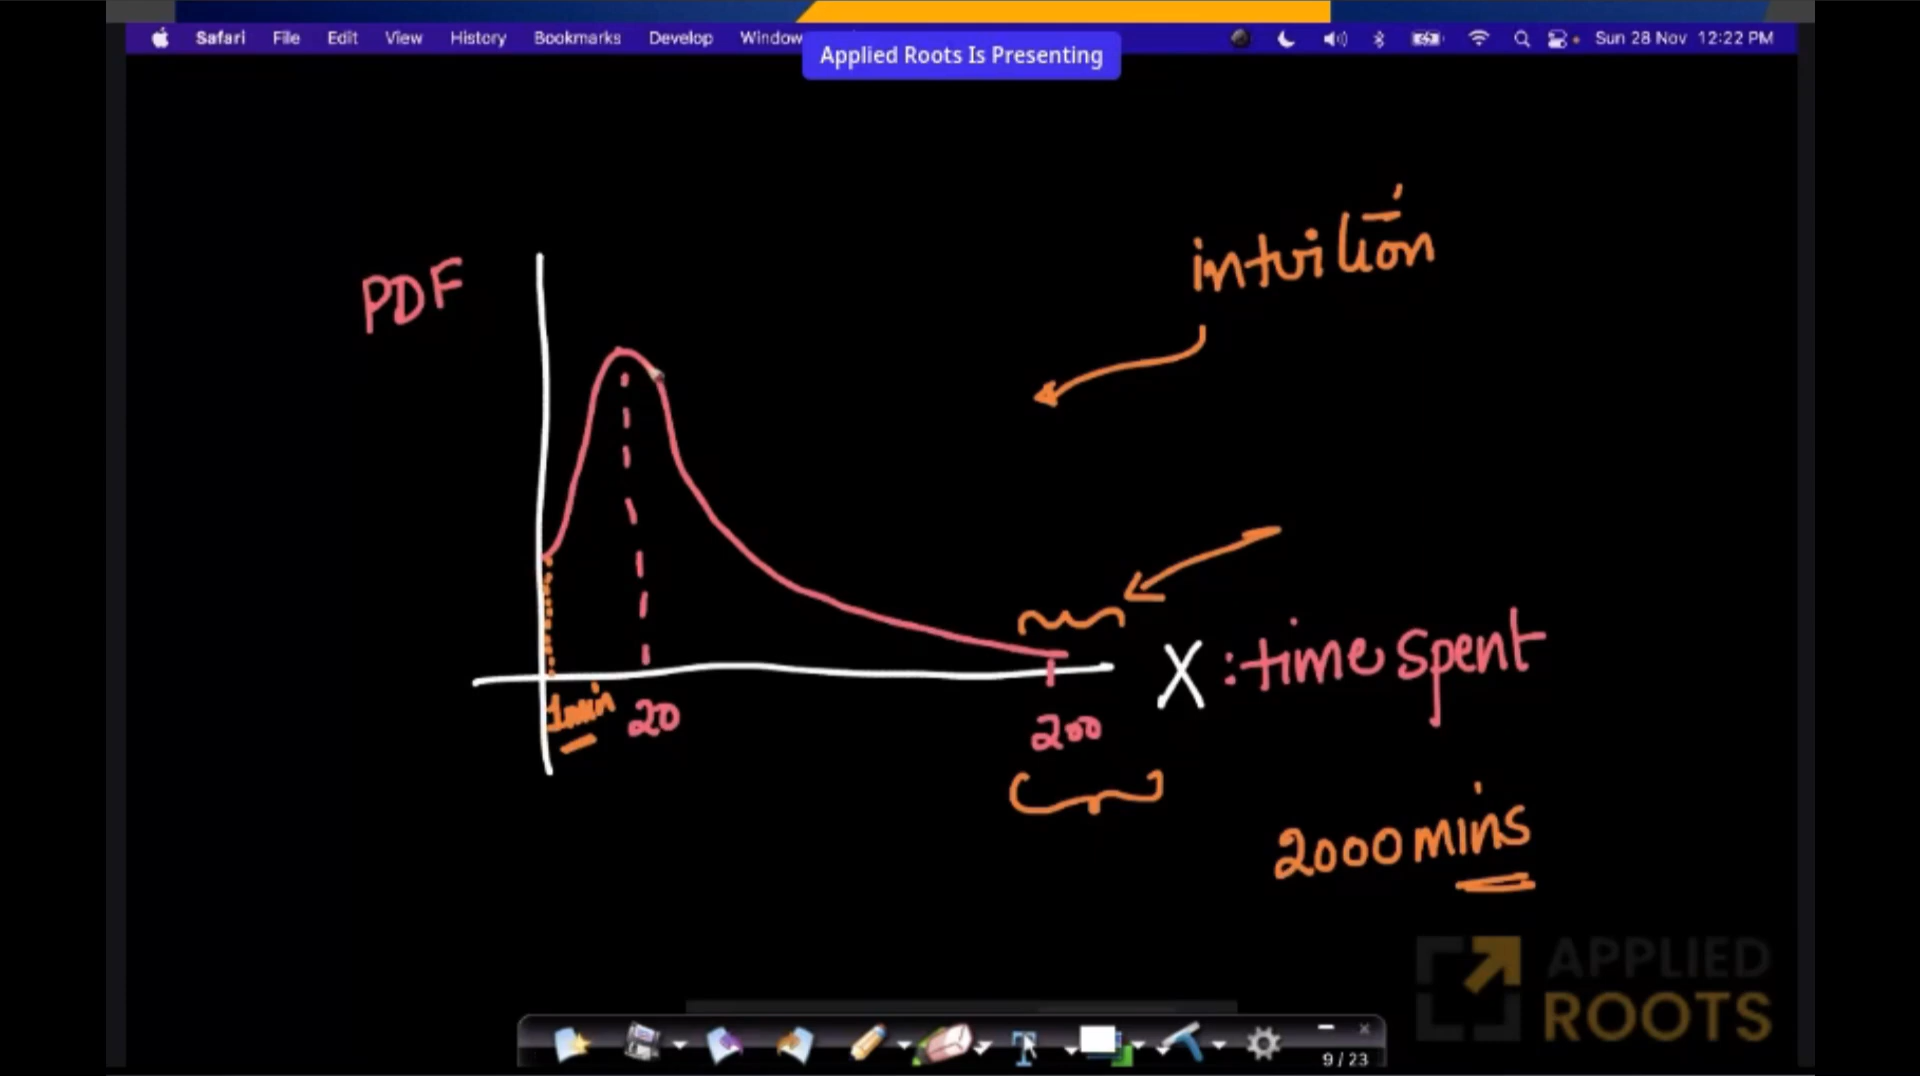 Safari File Edit View History Bookmarks Develop Window
Sun 28 Nov 12:22 PM
Applied Roots Is Presenting
intuition
PDF
X : time spent
1min 20 200
2000 mins
APPLIED
ROOTS
T
9 / 23